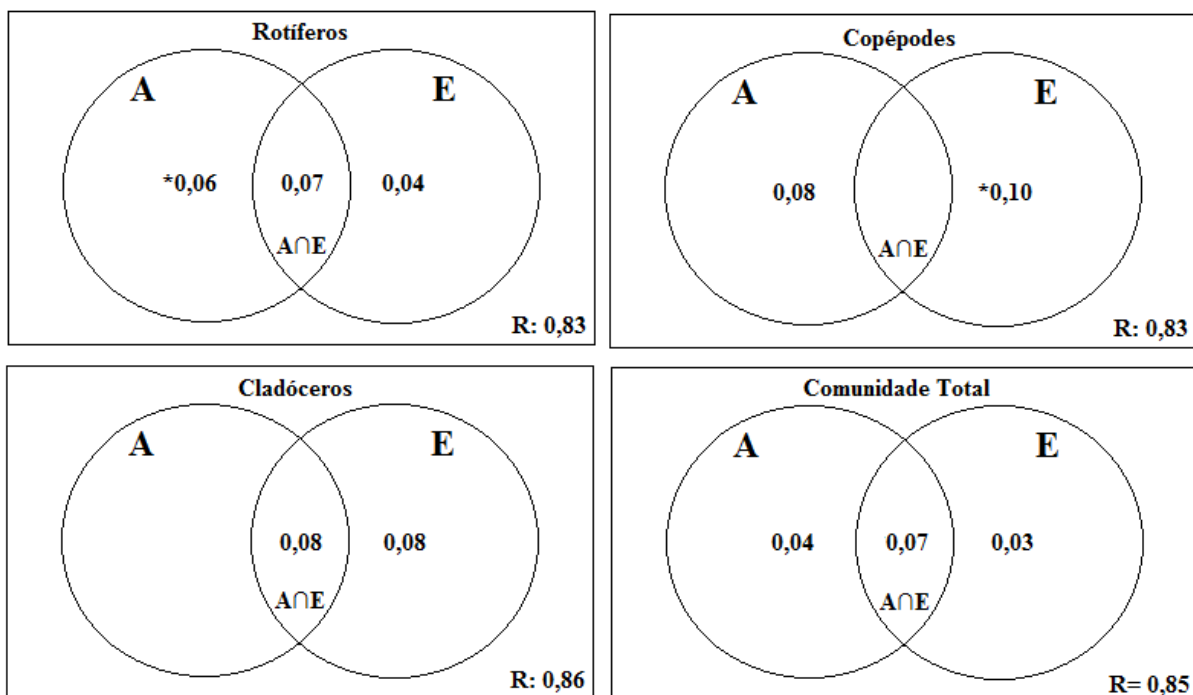 Rotíferos
A E
*0,06 0,07 0,04
A∩E
R: 0,83
Copépodes
A E
0,08 *0,10
A∩E
R: 0,83
Cladóceros
A E
0,08 0,08
A∩E
R: 0,86
Comunidade Total
A E
0,04 0,07 0,03
A∩E
R= 0,85